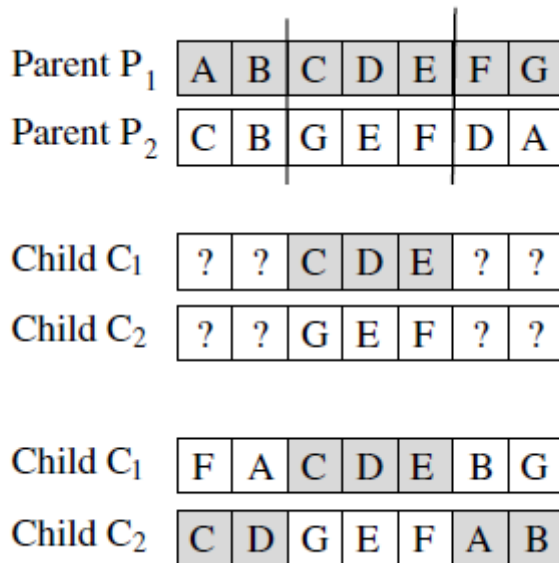 Parent P1 A B C D E F G
Parent P2 C B G E F D A
Child C1 ? ? C D E ? ?
Child C2 ? ? G E F ? ?
Child C1 F A C D E B G
Child C2 C D G E F A B